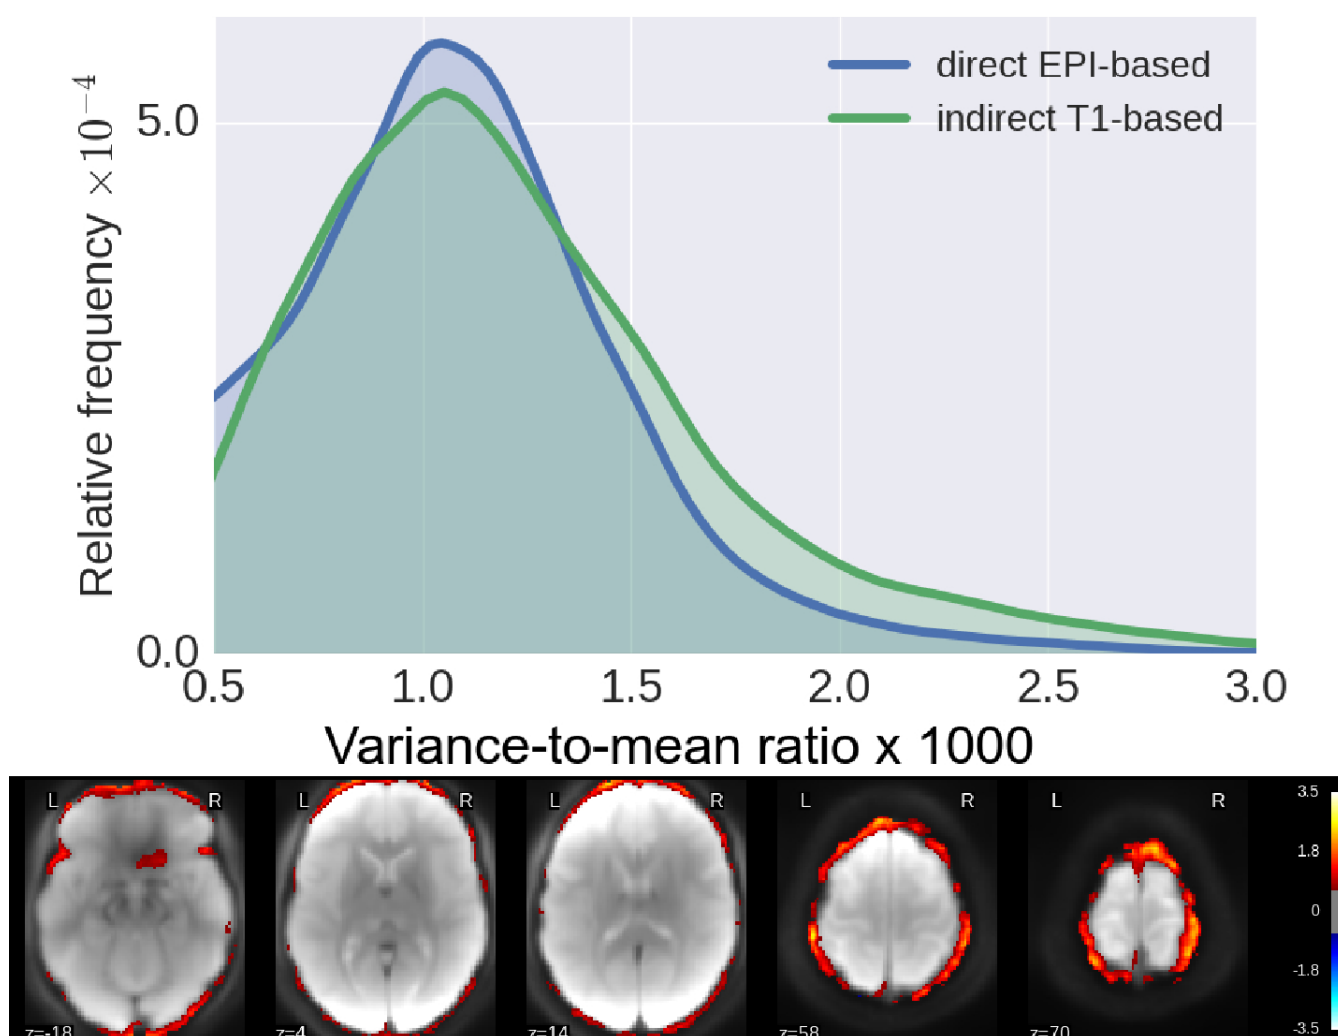 direct EPI-based
indirect T1-based
Relative frequency ×10⁻⁴
5.0
0.0
0.5 1.0 1.5 2.0 2.5 3.0
Variance-to-mean ratio x 1000
L R L R L R L R L R
3.5
1.8
0
-1.8
-3.5
z=-18 z=4 z=14 z=58 z=70